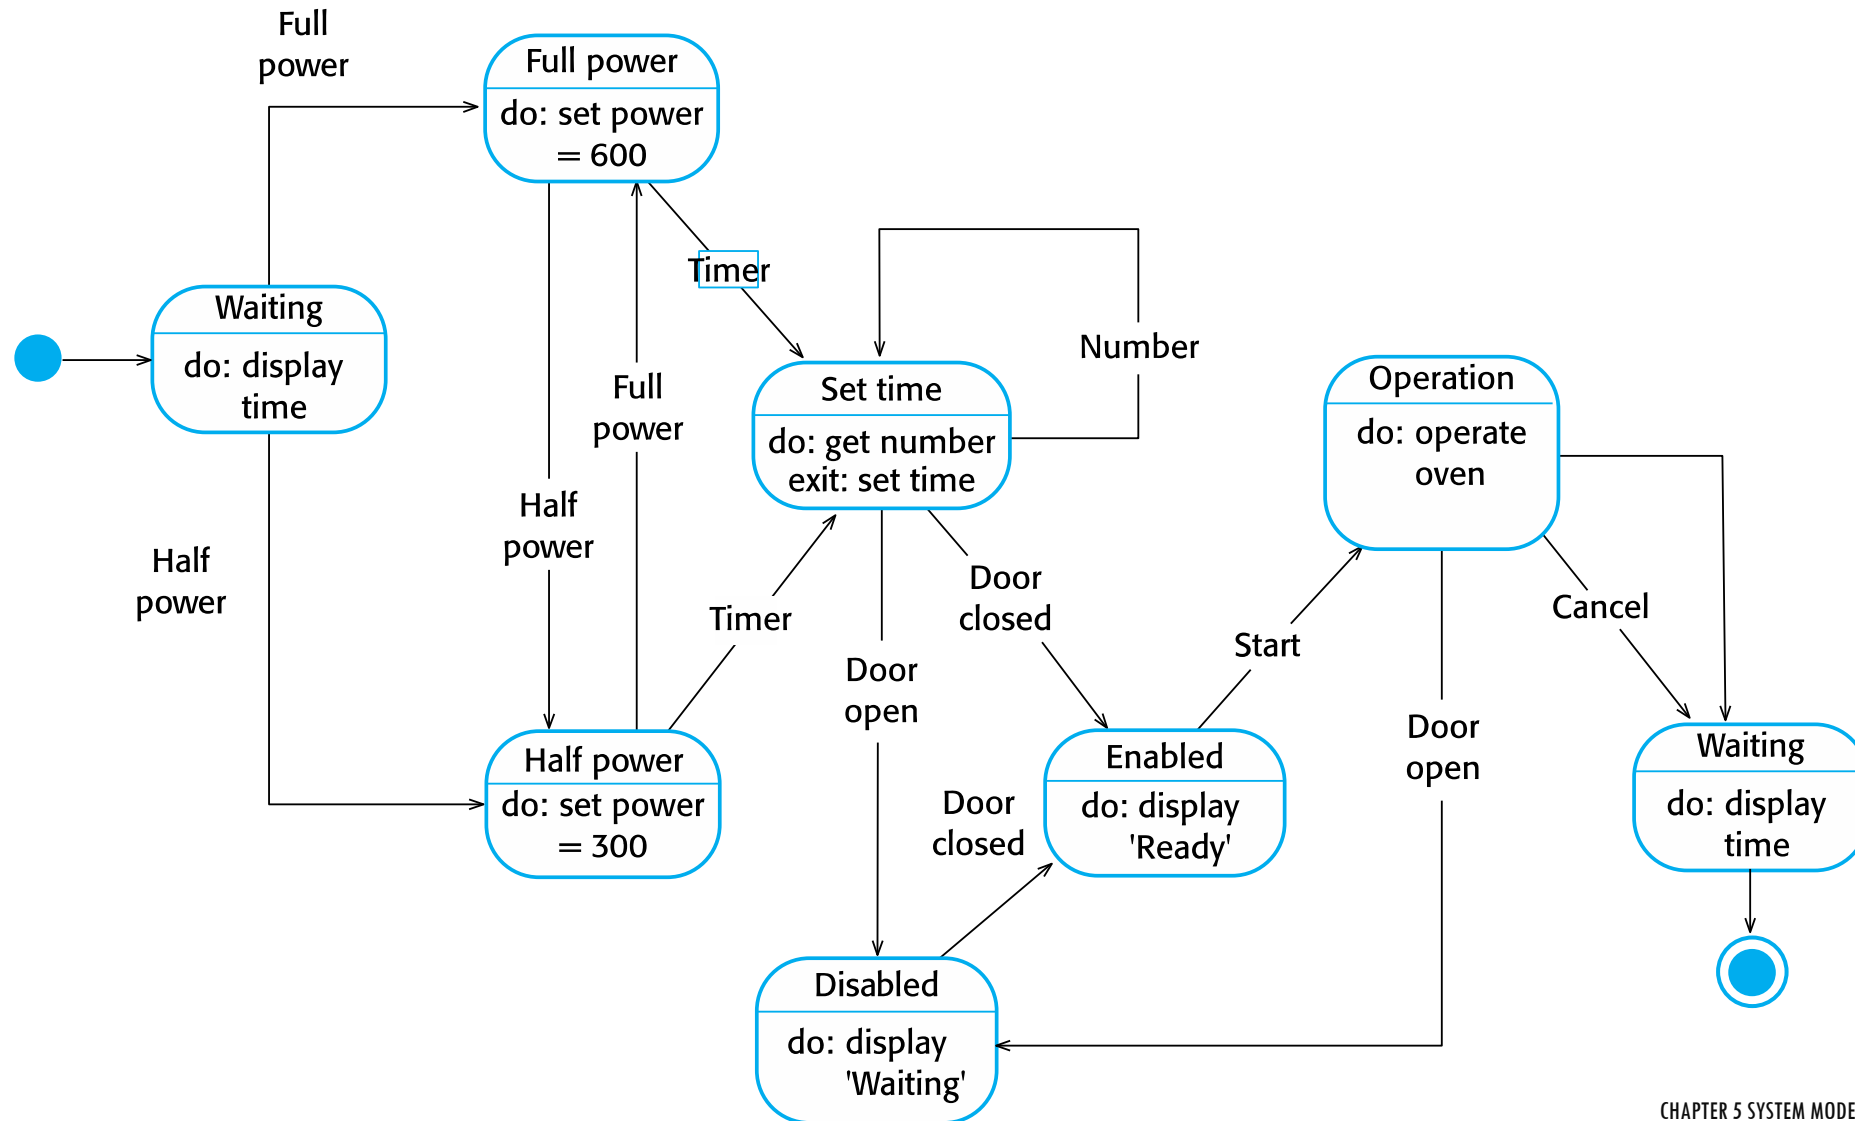 Full
power
Full power
do: set power
= 600
Timer
Waiting
do: display
time
Full
power
Half
power
Half
power
Number
Set time
do: get number
exit: set time
Operation
do: operate
oven
Timer
Door
closed
Door
open
Start
Cancel
Door
open
Half power
do: set power
= 300
Enabled
do: display
'Ready'
Door
closed
Waiting
do: display
time
Disabled
do: display
'Waiting'
CHAPTER 5 SYSTEM MODE